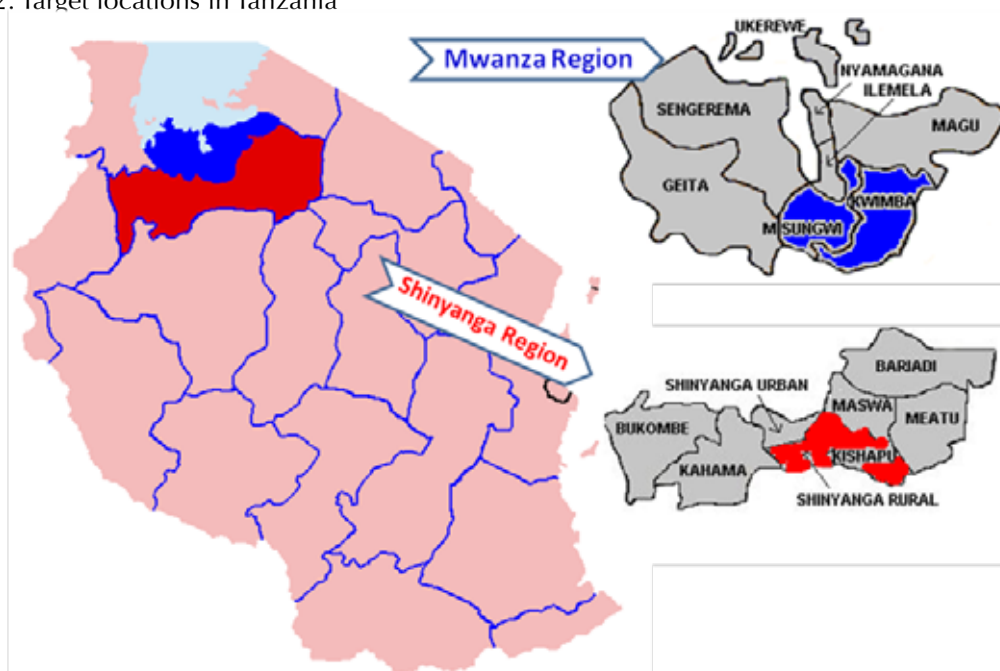 2. Target locations in Tanzania
Mwanza Region
UKEREWE
NYAMAGANA
ILEMELA
SENGEREMA
MAGU
GEITA
KWIMBA
MISUNGWI
Shinyanga Region
BARIADI
SHINYANGA URBAN
MASWA
MEATU
BUKOMBE
KISHAPU
KAHAMA
SHINYANGA RURAL